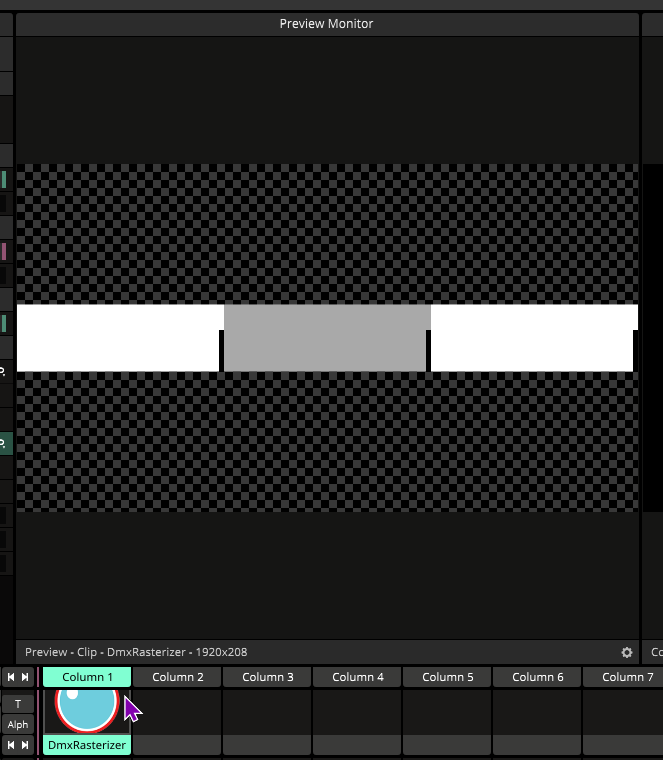 Preview Monitor
Preview - Clip - DmxRasterizer - 1920x208
Column 1 Column 2 Column 3 Column 4 Column 5 Column 6 Column 7
T
Alph
DmxRasterizer